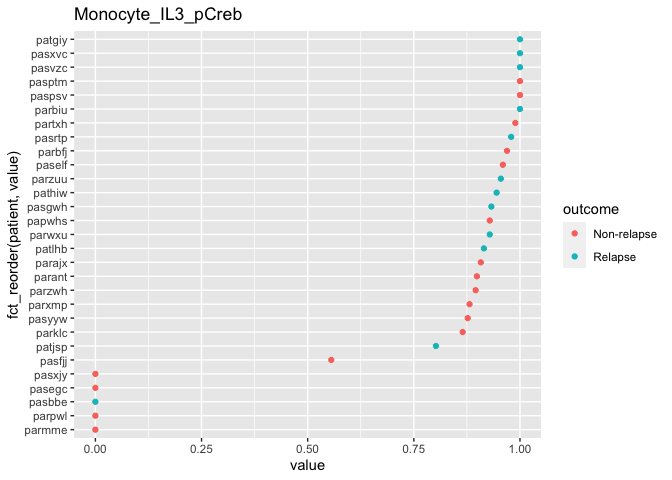 Monocyte_IL3_pCreb
fct_reorder(patient, value)
patgiy
pasxvc
pasvzc
pasptm
paspsv
parbiu
partxh
pasrtp
parbfj
paself
parzuu
pathiw
pasgwh
papwhs
parwxu
patlhb
parajx
parant
parzwh
parxmp
pasyyw
parklc
patjsp
pasfjj
pasxjy
pasegc
pasbbe
parpwl
parmme
0.00 0.25 0.50 0.75 1.00
value
outcome
Non-relapse
Relapse